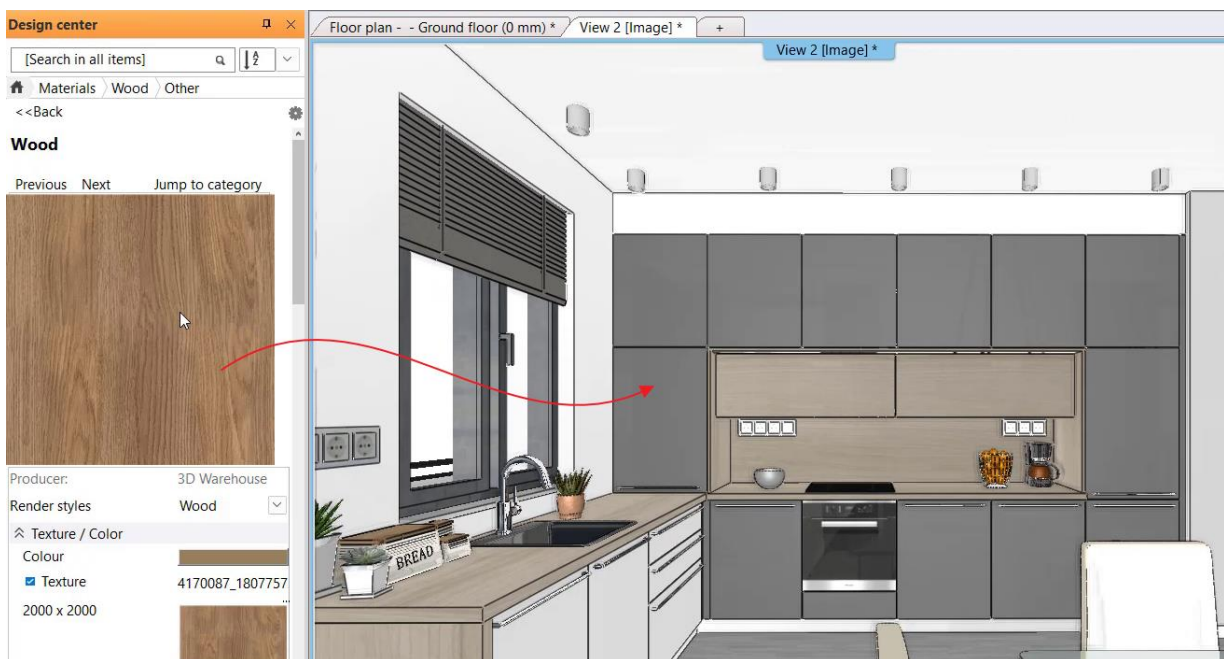 Design center
[Search in all items]
A
Z
Materials Wood Other
<<Back
Wood
Previous Next Jump to category
Producer: 3D Warehouse
Render styles Wood
Texture / Color
Colour
Texture 4170087_1807757
...
2000 x 2000
Floor plan - - Ground floor (0 mm) * View 2 [Image] * +
View 2 [Image] *
BREAD